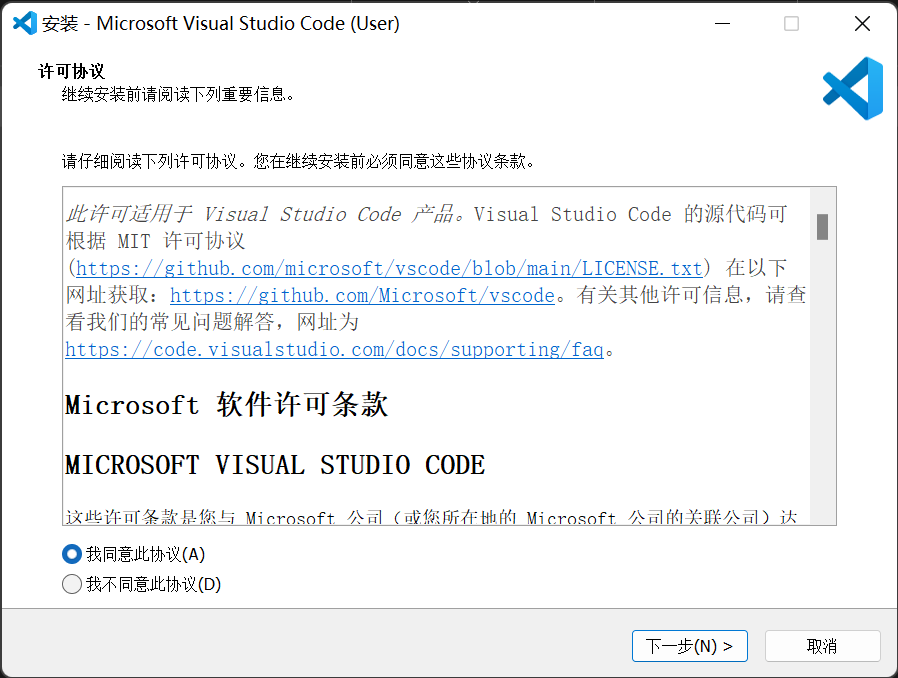 安装 - Microsoft Visual Studio Code (User)
许可协议
继续安装前请阅读下列重要信息。
请仔细阅读下列许可协议。您在继续安装前必须同意这些协议条款。
此许可适用于 Visual Studio Code 产品。Visual Studio Code 的源代码可
根据 MIT 许可协议
(https://github.com/microsoft/vscode/blob/main/LICENSE.txt) 在以下
网址获取：https://github.com/Microsoft/vscode。有关其他许可信息，请查
看我们的常见问题解答，网址为
https://code.visualstudio.com/docs/supporting/faq。
Microsoft 软件许可条款
MICROSOFT VISUAL STUDIO CODE
这些许可条款是您与 Microsoft 公司（或您所在地的 Microsoft 公司的关联公司）达
我同意此协议(A)
我不同意此协议(D)
下一步(N) >
取消